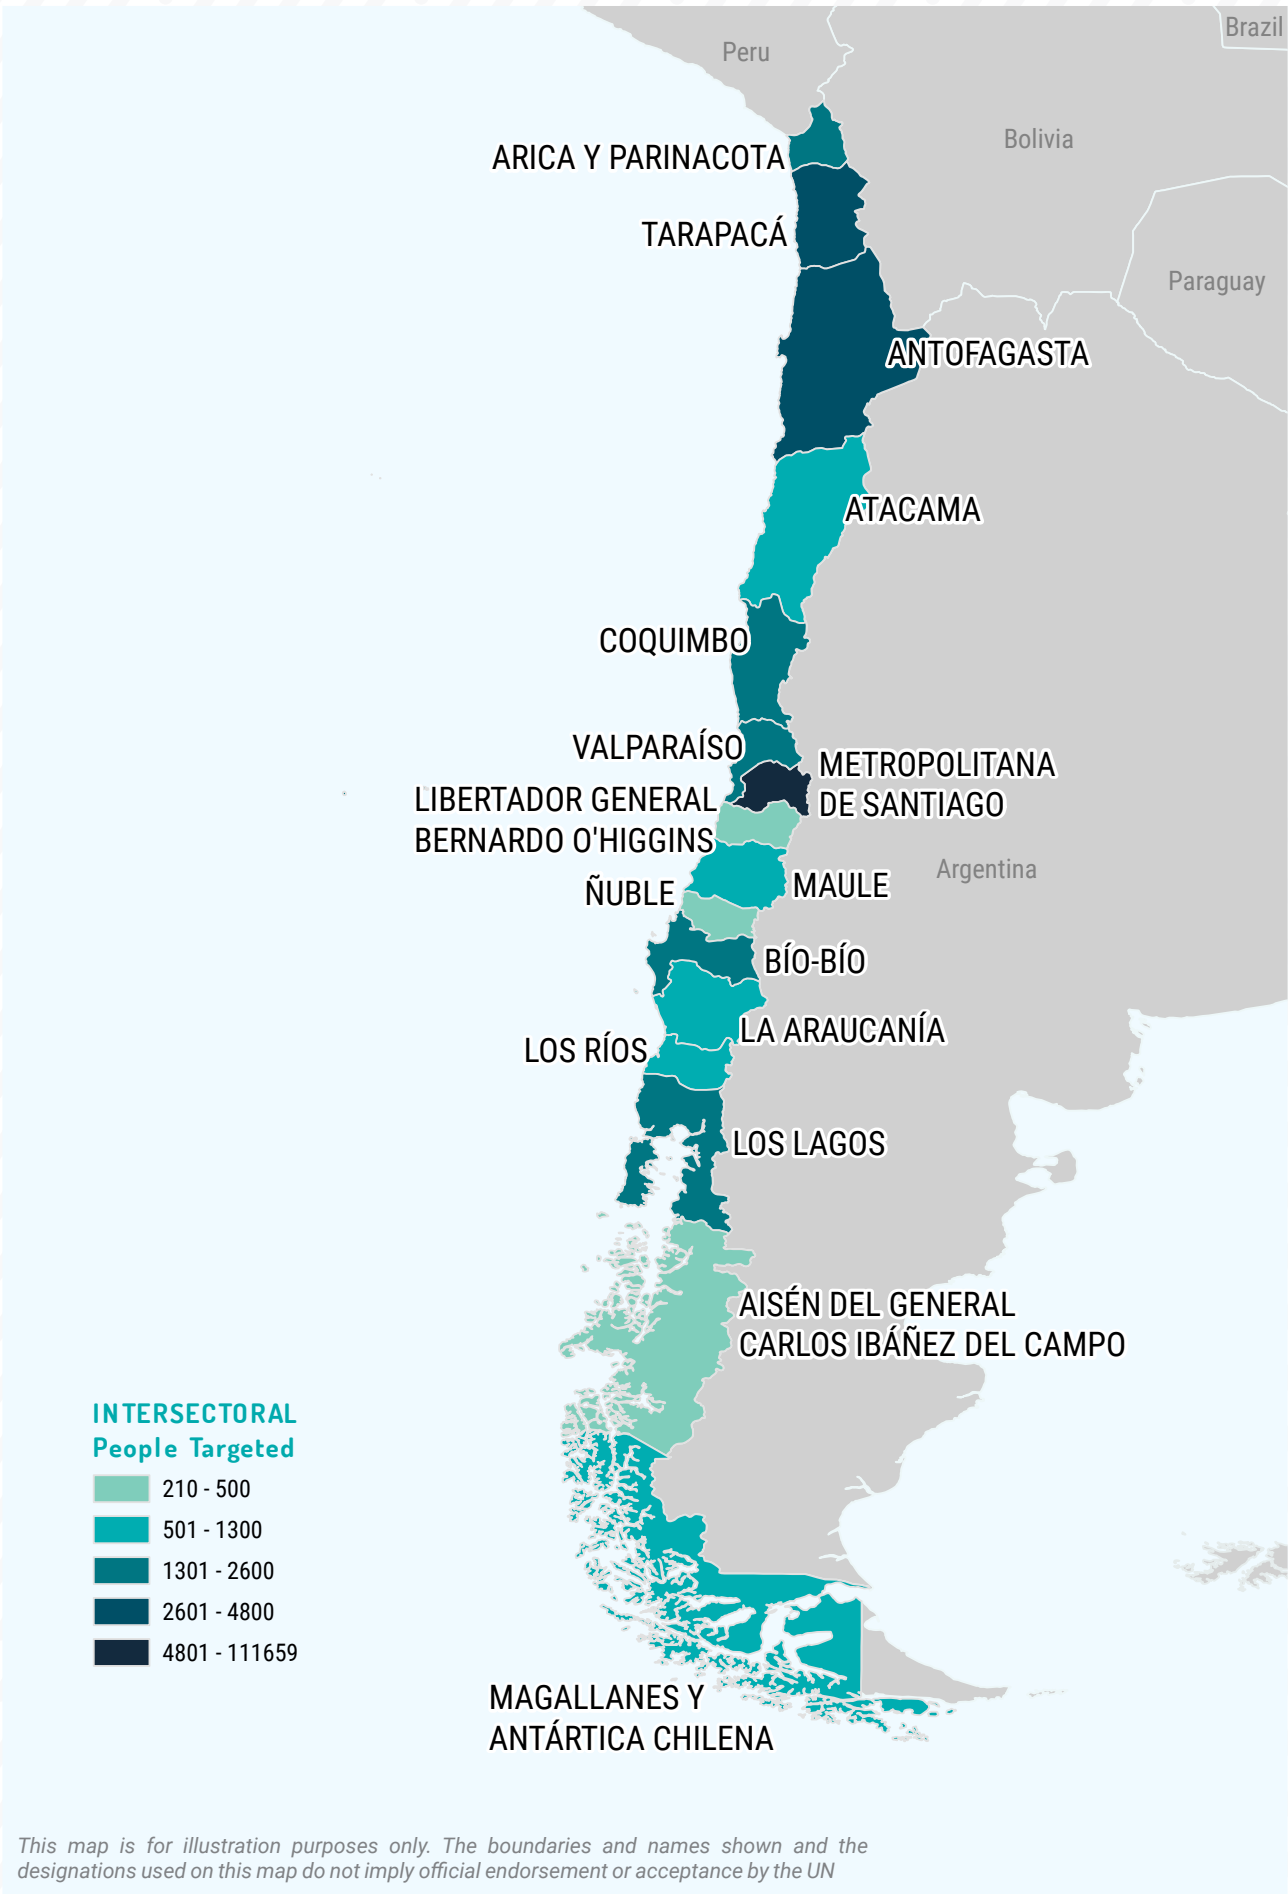 Brazil
Peru
Bolivia
ARICA Y PARINACOTA
TARAPACÁ
Paraguay
ANTOFAGASTA
ATACAMA
COQUIMBO
VALPARAÍSO
METROPOLITANA
DE SANTIAGO
LIBERTADOR GENERAL
BERNARDO O'HIGGINS
Argentina
MAULE
ÑUBLE
BÍO-BÍO
LA ARAUCANÍA
LOS RÍOS
LOS LAGOS
AISÉN DEL GENERAL
CARLOS IBÁÑEZ DEL CAMPO
INTERSECTORAL
People Targeted
210 - 500
501 - 1300
1301 - 2600
2601 - 4800
4801 - 111659
MAGALLANES Y
ANTÁRTICA CHILENA
This map is for illustration purposes only. The boundaries and names shown and the
designations used on this map do not imply official endorsement or acceptance by the UN